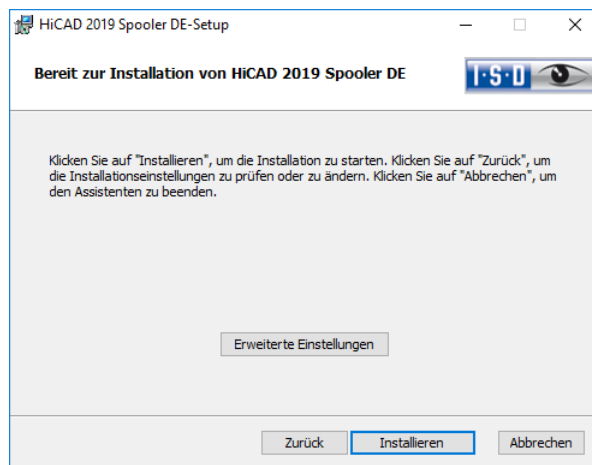 HiCAD 2019 Spooler DE-Setup
Bereit zur Installation von HiCAD 2019 Spooler DE
I·S·D
Klicken Sie auf "Installieren", um die Installation zu starten. Klicken Sie auf "Zurück", um
die Installationseinstellungen zu prüfen oder zu ändern. Klicken Sie auf "Abbrechen", um
den Assistenten zu beenden.
Erweiterte Einstellungen
Zurück
Installieren
Abbrechen